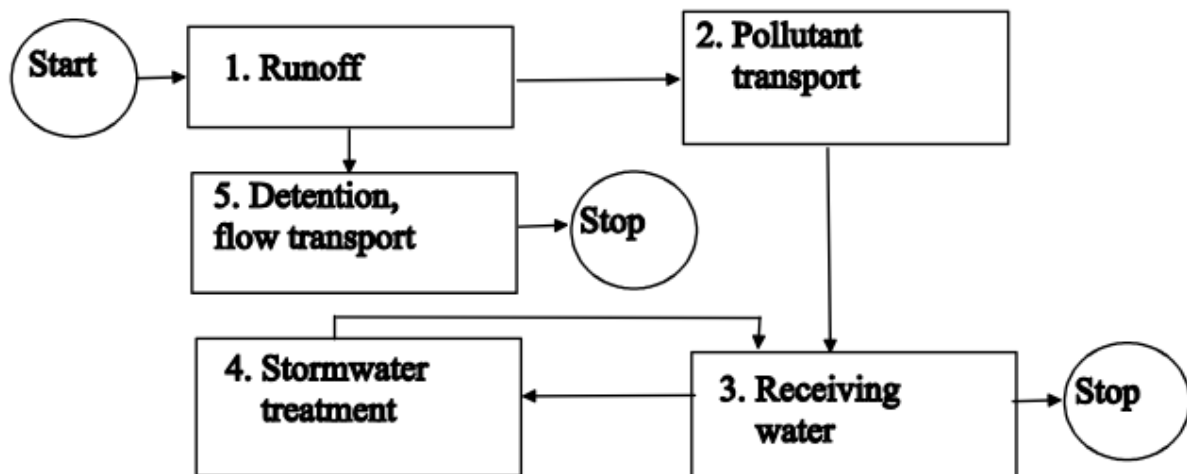 Start
1. Runoff
2. Pollutant
transport
5. Detention,
flow transport
Stop
4. Stormwater
treatment
3. Receiving
water
Stop